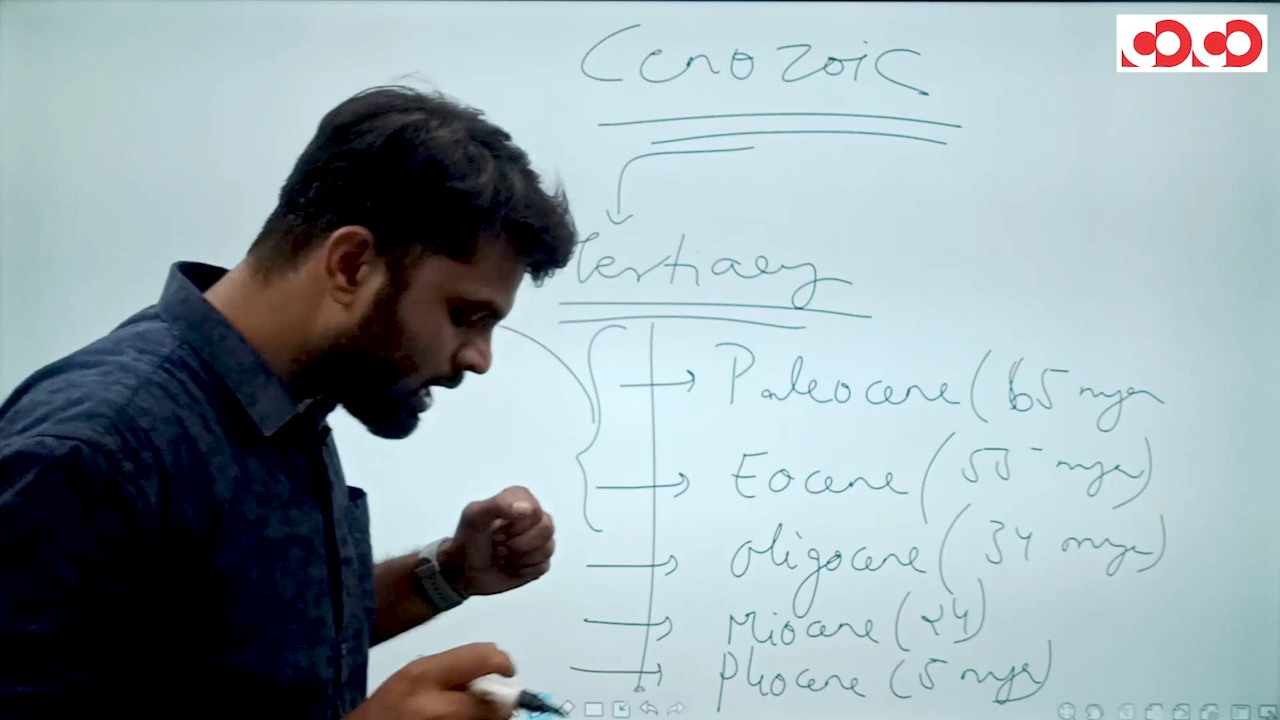 Cenozoic
Tertiary
Paleocene (65 mya
Eocene (55 mya)
Oligocene (34 mya)
Miocene (24)
Pliocene (5 mya)